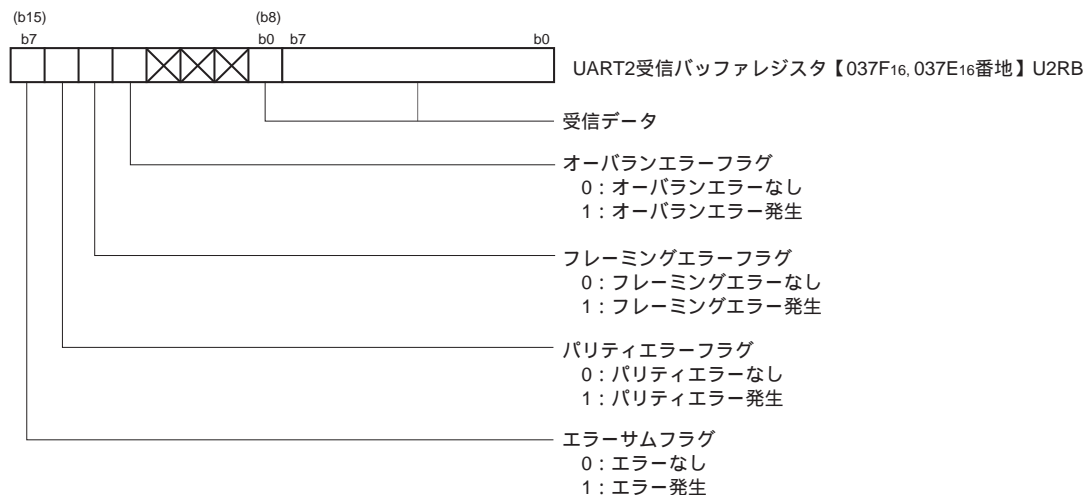 (b15) (b8)
b7 b0 b7 b0
UART2受信バッファレジスタ【037F16, 037E16番地】U2RB
受信データ
オーバランエラーフラグ
0：オーバランエラーなし
1：オーバランエラー発生
フレーミングエラーフラグ
0：フレーミングエラーなし
1：フレーミングエラー発生
パリティエラーフラグ
0：パリティエラーなし
1：パリティエラー発生
エラーサムフラグ
0：エラーなし
1：エラー発生